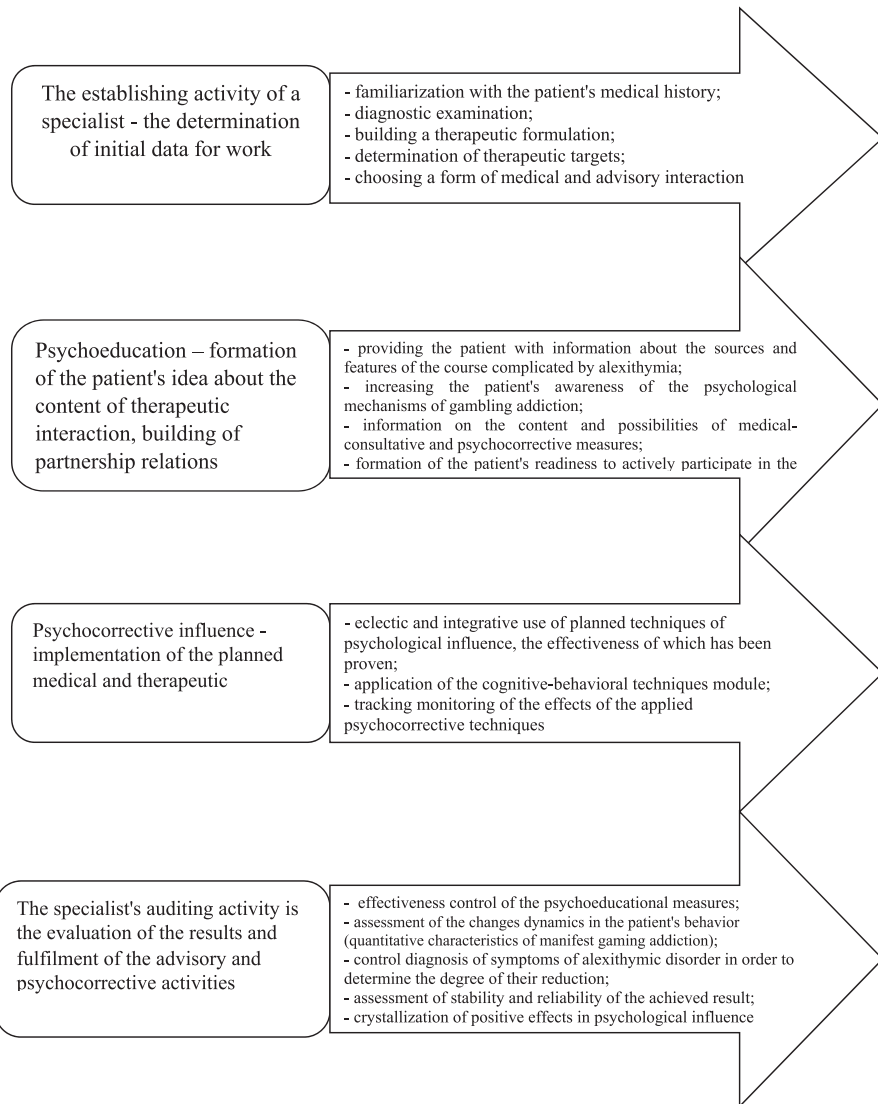 The establishing activity of a
specialist - the determination
of initial data for work
- familiarization with the patient's medical history;
- diagnostic examination;
- building a therapeutic formulation;
- determination of therapeutic targets;
- choosing a form of medical and advisory interaction
Psychoeducation – formation
of the patient's idea about the
content of therapeutic
interaction, building of
partnership relations
- providing the patient with information about the sources and
features of the course complicated by alexithymia;
- increasing the patient's awareness of the psychological
mechanisms of gambling addiction;
- information on the content and possibilities of medical-
consultative and psychocorrective measures;
- formation of the patient's readiness to actively participate in the
Psychocorrective influence -
implementation of the planned
medical and therapeutic
- eclectic and integrative use of planned techniques of
psychological influence, the effectiveness of which has been
proven;
- application of the cognitive-behavioral techniques module;
- tracking monitoring of the effects of the applied
psychocorrective techniques
The specialist's auditing activity is
the evaluation of the results and
fulfilment of the advisory and
psychocorrective activities
- effectiveness control of the psychoeducational measures;
- assessment of the changes dynamics in the patient's behavior
(quantitative characteristics of manifest gaming addiction);
- control diagnosis of symptoms of alexithymic disorder in order to
determine the degree of their reduction;
- assessment of stability and reliability of the achieved result;
- crystallization of positive effects in psychological influence